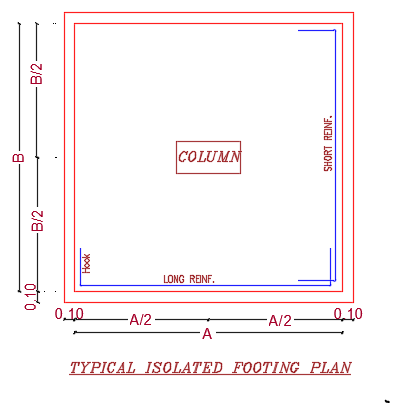 B/2
B
COLUMN
SHORT REINF.
B/2
Hook
LONG REINF.
0,10
0,10
A/2
A/2
0,10
A
TYPICAL ISOLATED FOOTING PLAN